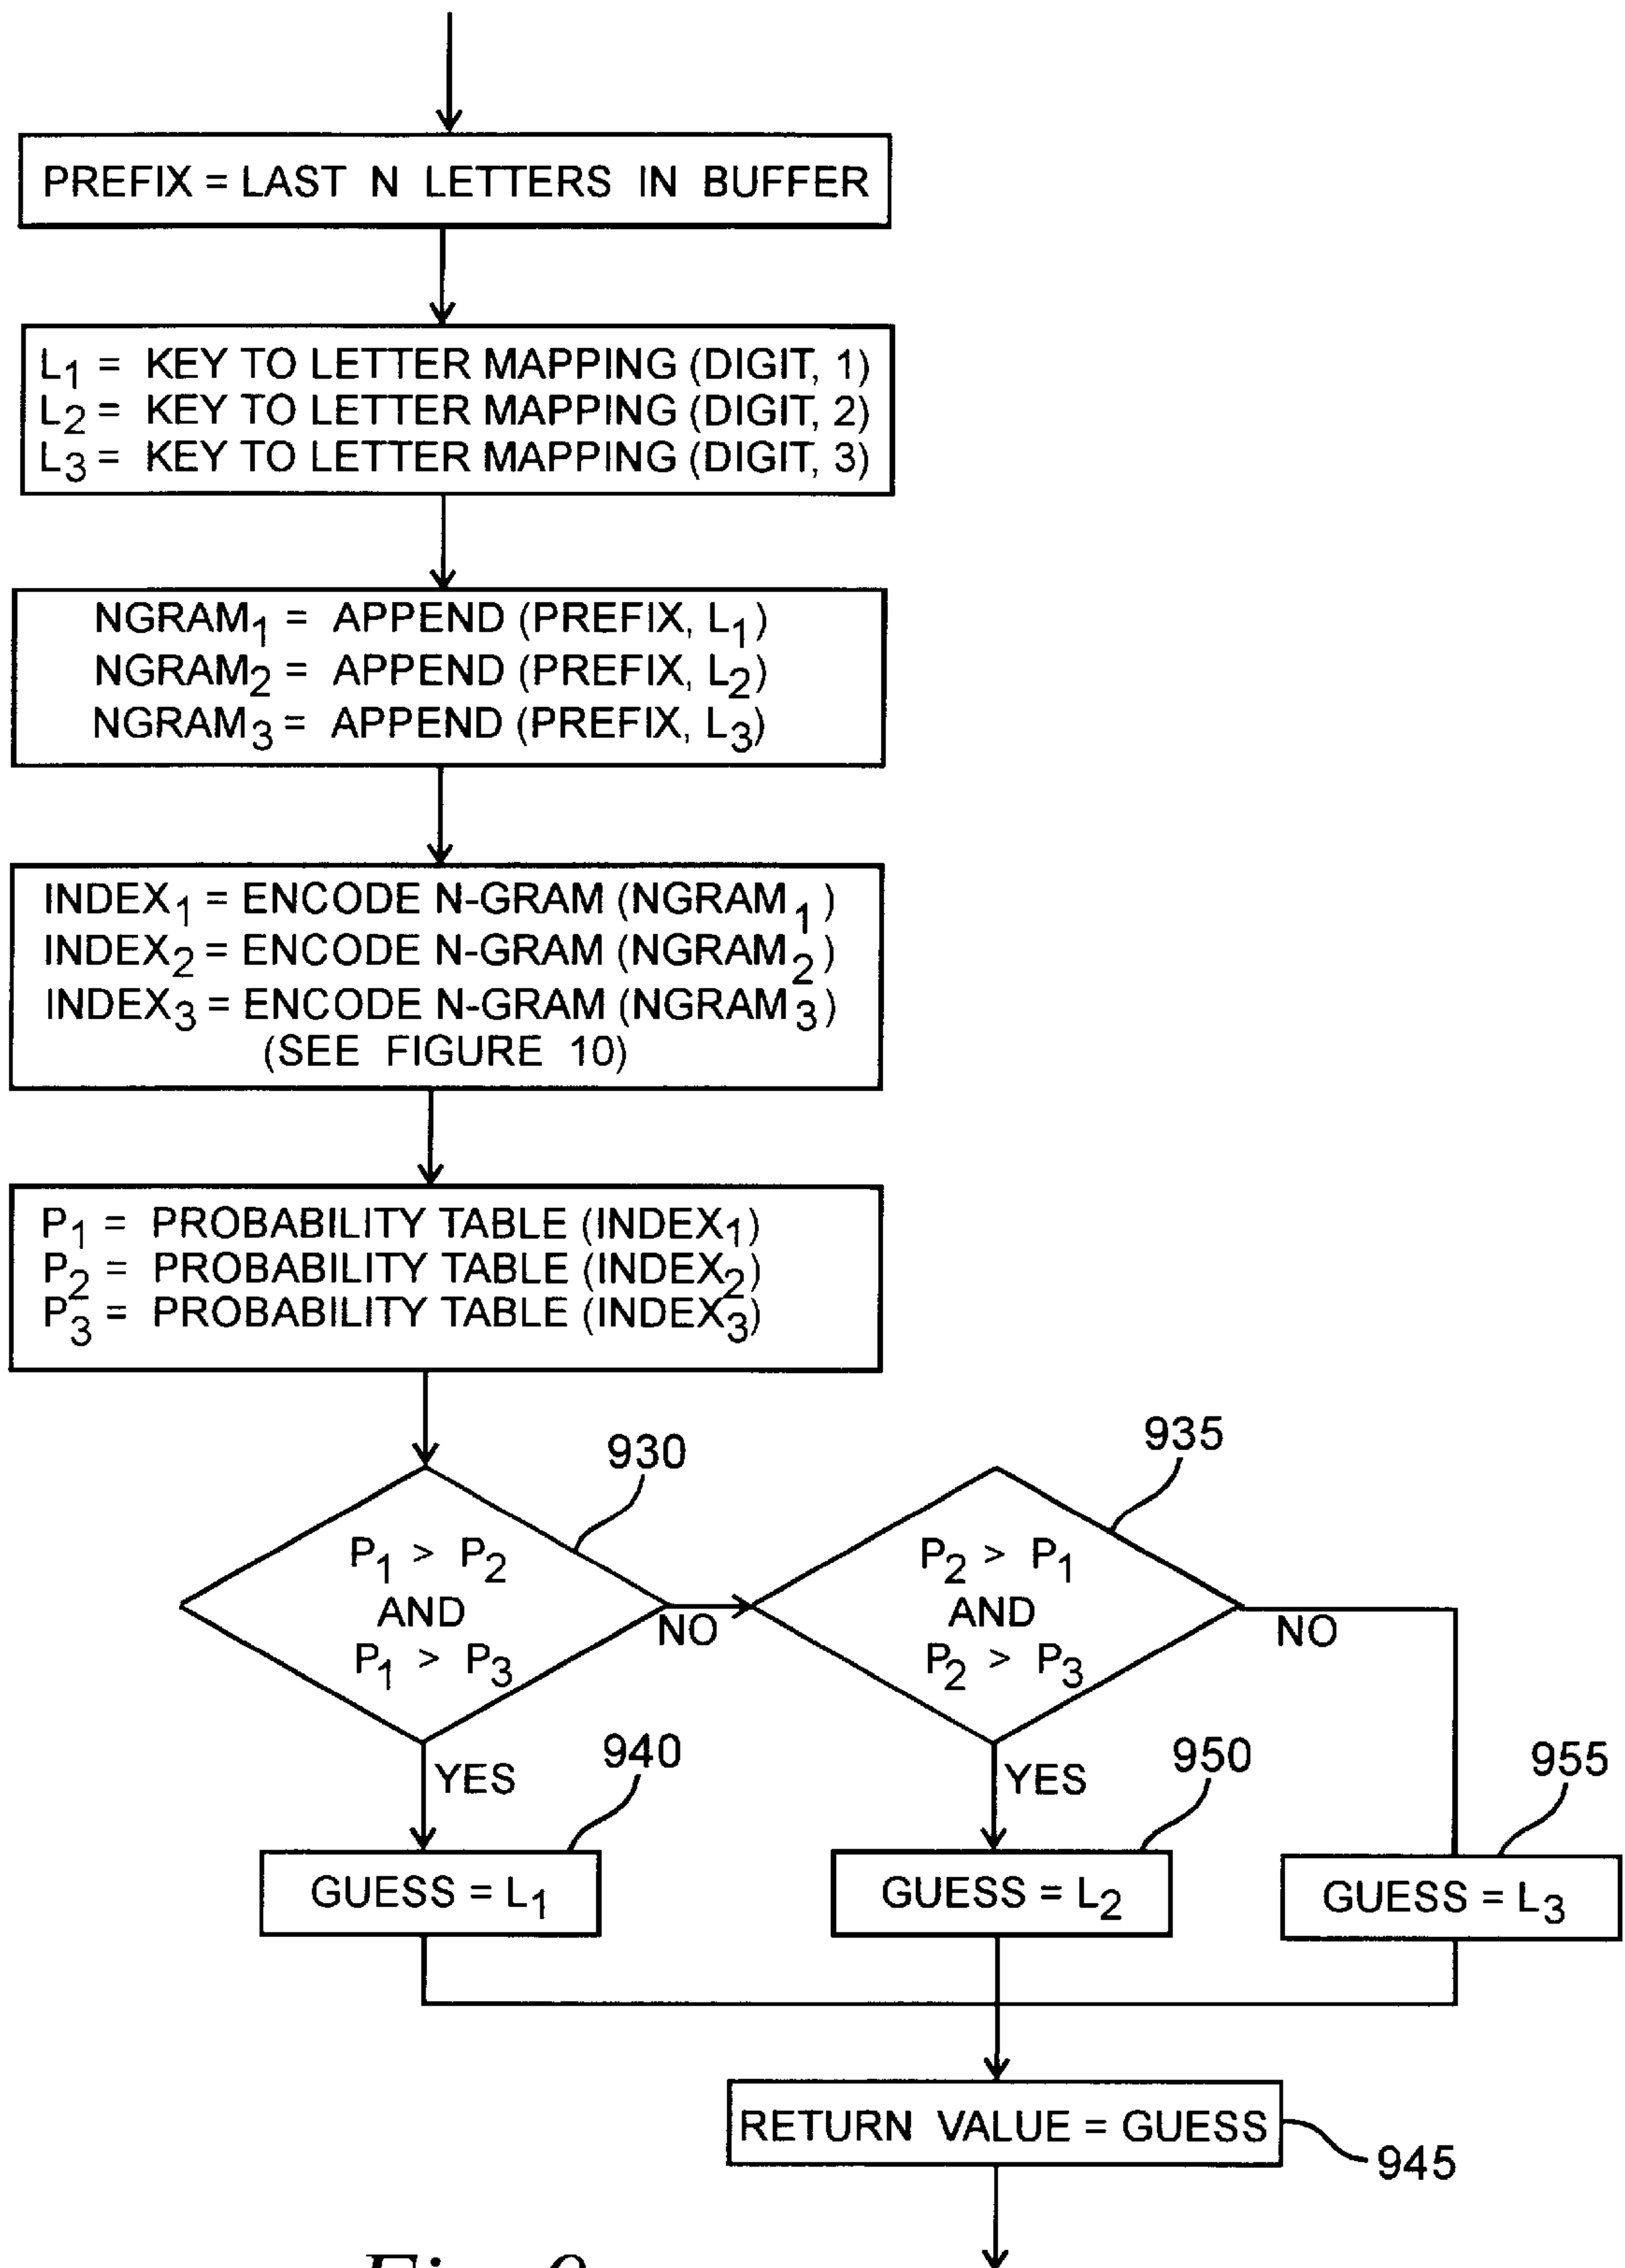 PREFIX = LAST N LETTERS IN BUFFER
L1 = KEY TO LETTER MAPPING (DIGIT, 1)
L2 = KEY TO LETTER MAPPING (DIGIT, 2)
L3 = KEY TO LETTER MAPPING (DIGIT, 3)
NGRAM1 = APPEND (PREFIX, L1)
NGRAM2 = APPEND (PREFIX, L2)
NGRAM3 = APPEND (PREFIX, L3)
INDEX1 = ENCODE N-GRAM (NGRAM1)
INDEX2 = ENCODE N-GRAM (NGRAM2)
INDEX3 = ENCODE N-GRAM (NGRAM3)
(SEE FIGURE 10)
P1 = PROBABILITY TABLE (INDEX1)
P2 = PROBABILITY TABLE (INDEX2)
P3 = PROBABILITY TABLE (INDEX3)
930
935
P1 > P2
AND
P1 > P3
NO
P2 > P1
AND
P2 > P3
NO
YES
940
YES
950
955
GUESS = L1
GUESS = L2
GUESS = L3
RETURN VALUE = GUESS
945